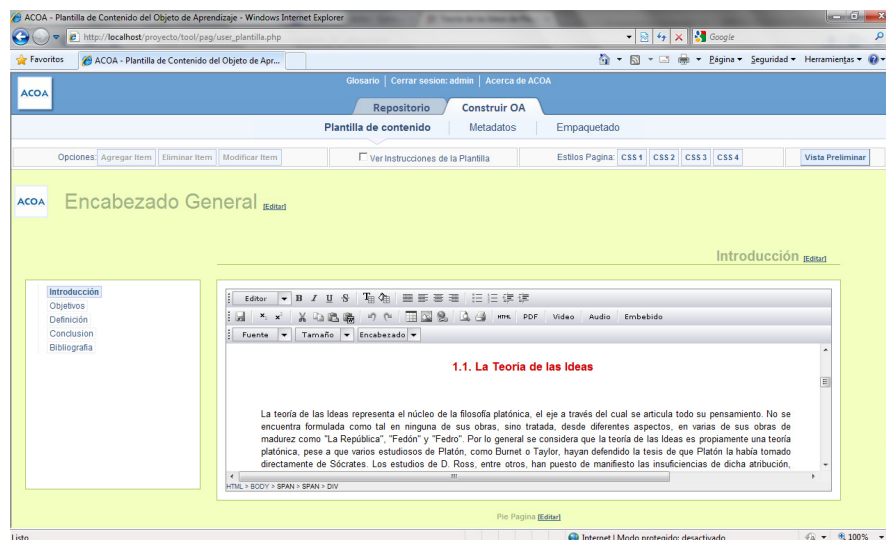 ACOA - Plantilla de Contenido del Objeto de Aprendizaje - Windows Internet Explorer
http://localhost/proyecto/tool/pag/user_plantilla.php
Google
Favoritos
ACOA - Plantilla de Contenido del Objeto de Apr...
Página Seguridad Herramientas
Glosario | Cerrar sesion: admin | Acerca de ACOA
ACOA
Repositorio Construir OA
Plantilla de contenido Metadatos Empaquetado
Opciones: Agregar Item Eliminar Item Modificar Item Ver Instrucciones de la Plantilla Estilos Pagina: CSS 1 CSS 2 CSS 3 CSS 4 Vista Preliminar
ACOA Encabezado General [Editar]
Introducción [Editar]
Introducción
Objetivos
Definición
Conclusion
Bibliografia
Editor B I U S
HTML PDF Video Audio Embebido
Fuente Tamaño Encabezado
1.1. La Teoría de las Ideas
La teoría de las Ideas representa el núcleo de la filosofía platónica, el eje a través del cual se articula todo su pensamiento. No se
encuentra formulada como tal en ninguna de sus obras, sino tratada, desde diferentes aspectos, en varias de sus obras de
madurez como "La República", "Fedón" y "Fedro". Por lo general se considera que la teoría de las Ideas es propiamente una teoría
platónica, pese a que varios estudiosos de Platón, como Burnet o Taylor, hayan defendido la tesis de que Platón la había tomado
directamente de Sócrates. Los estudios de D. Ross, entre otros, han puesto de manifiesto las insuficiencias de dicha atribución,
HTML > BODY > SPAN > SPAN > DIV
Pie Pagina [Editar]
Listo Internet | Modo protegido: desactivado 100%